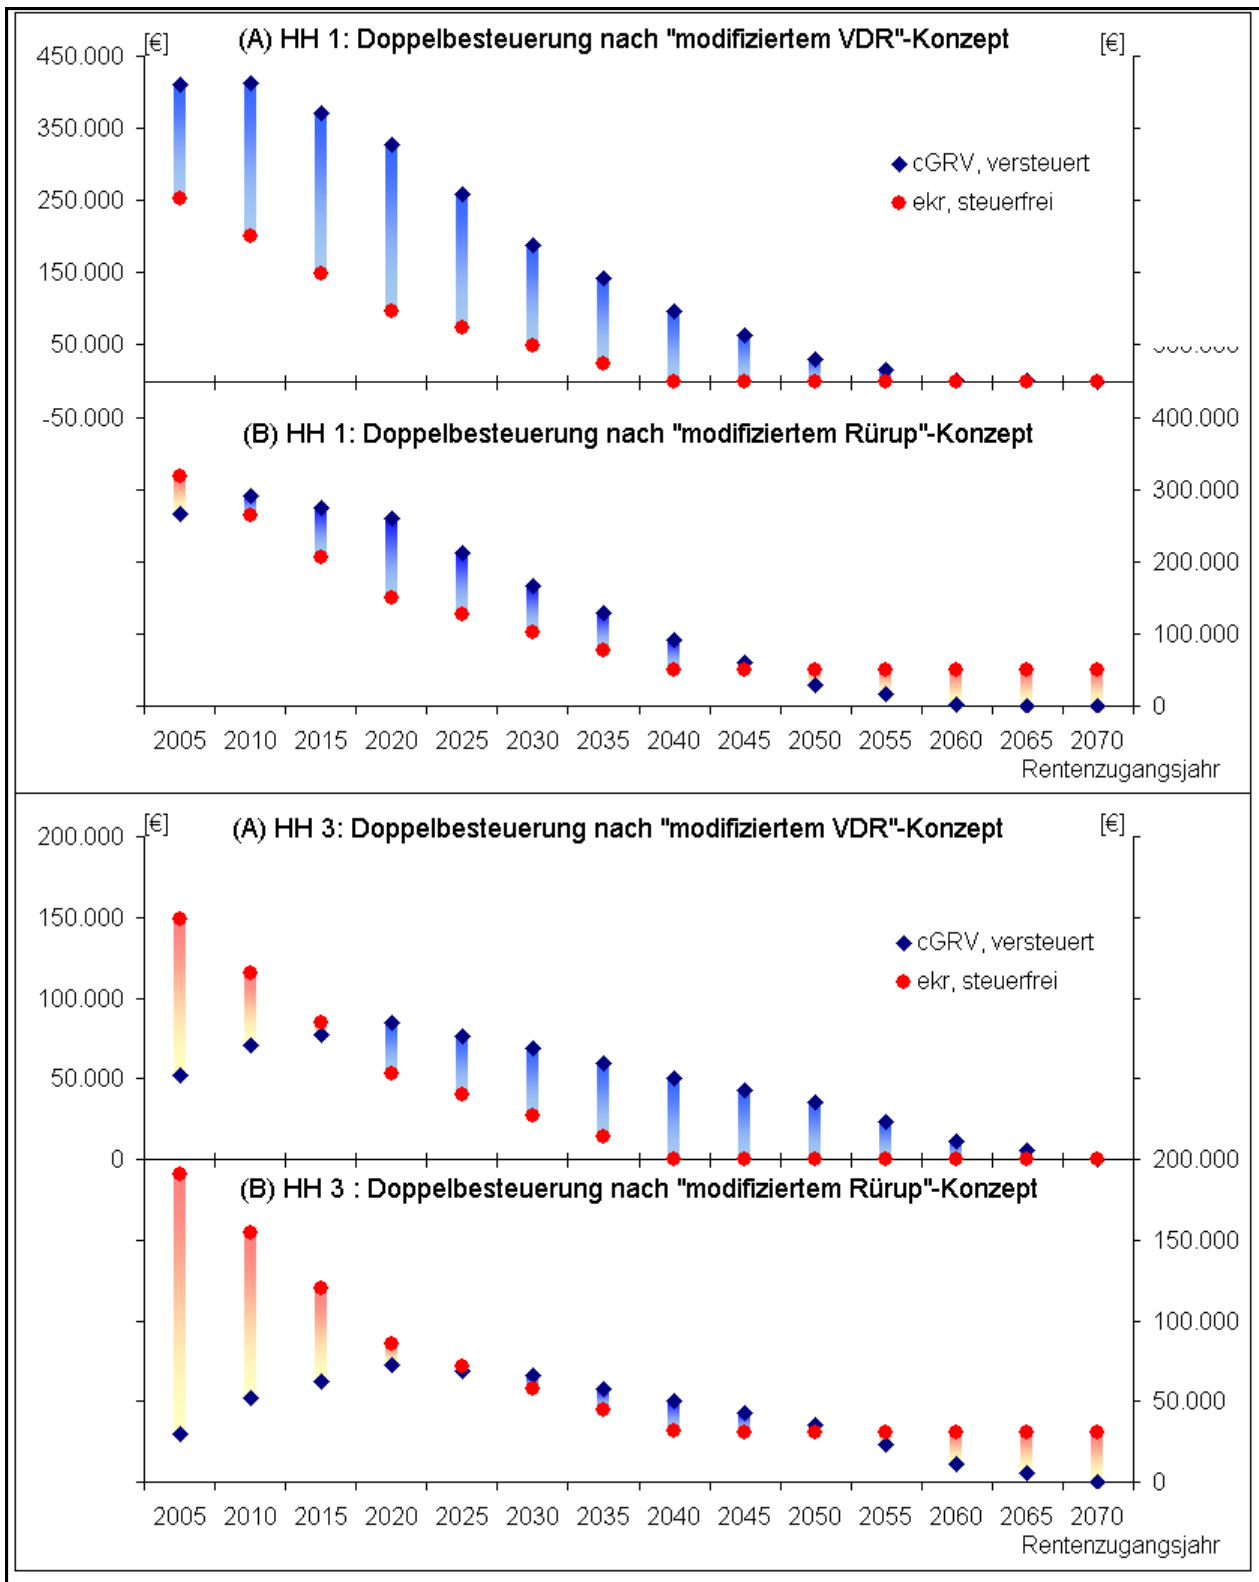 (A) HH 1: Doppelbesteuerung nach "modifiziertem VDR"-Konzept
[€] [€]
450.000
350.000
250.000
150.000
50.000
-50.000
cGRV, versteuert
ekr, steuerfrei
(B) HH 1: Doppelbesteuerung nach "modifiziertem Rürup"-Konzept
400.000
300.000
200.000
100.000
0
2005 2010 2015 2020 2025 2030 2035 2040 2045 2050 2055 2060 2065 2070
Rentenzugangsjahr
(A) HH 3: Doppelbesteuerung nach "modifiziertem VDR"-Konzept
[€] [€]
200.000
150.000
100.000
50.000
0
cGRV, versteuert
ekr, steuerfrei
(B) HH 3 : Doppelbesteuerung nach "modifiziertem Rürup"-Konzept
200.000
150.000
100.000
50.000
0
2005 2010 2015 2020 2025 2030 2035 2040 2045 2050 2055 2060 2065 2070
Rentenzugangsjahr